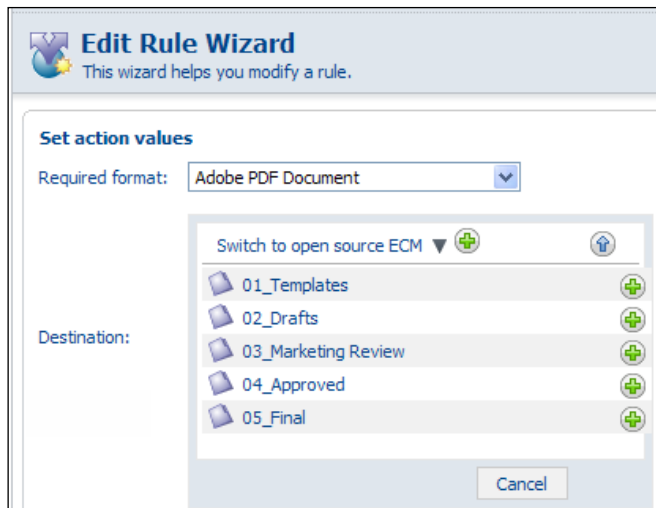 Edit Rule Wizard
This wizard helps you modify a rule.
Set action values
Required format: Adobe PDF Document
Switch to open source ECM
01_Templates
02_Drafts
Destination:
03_Marketing Review
04_Approved
05_Final
Cancel